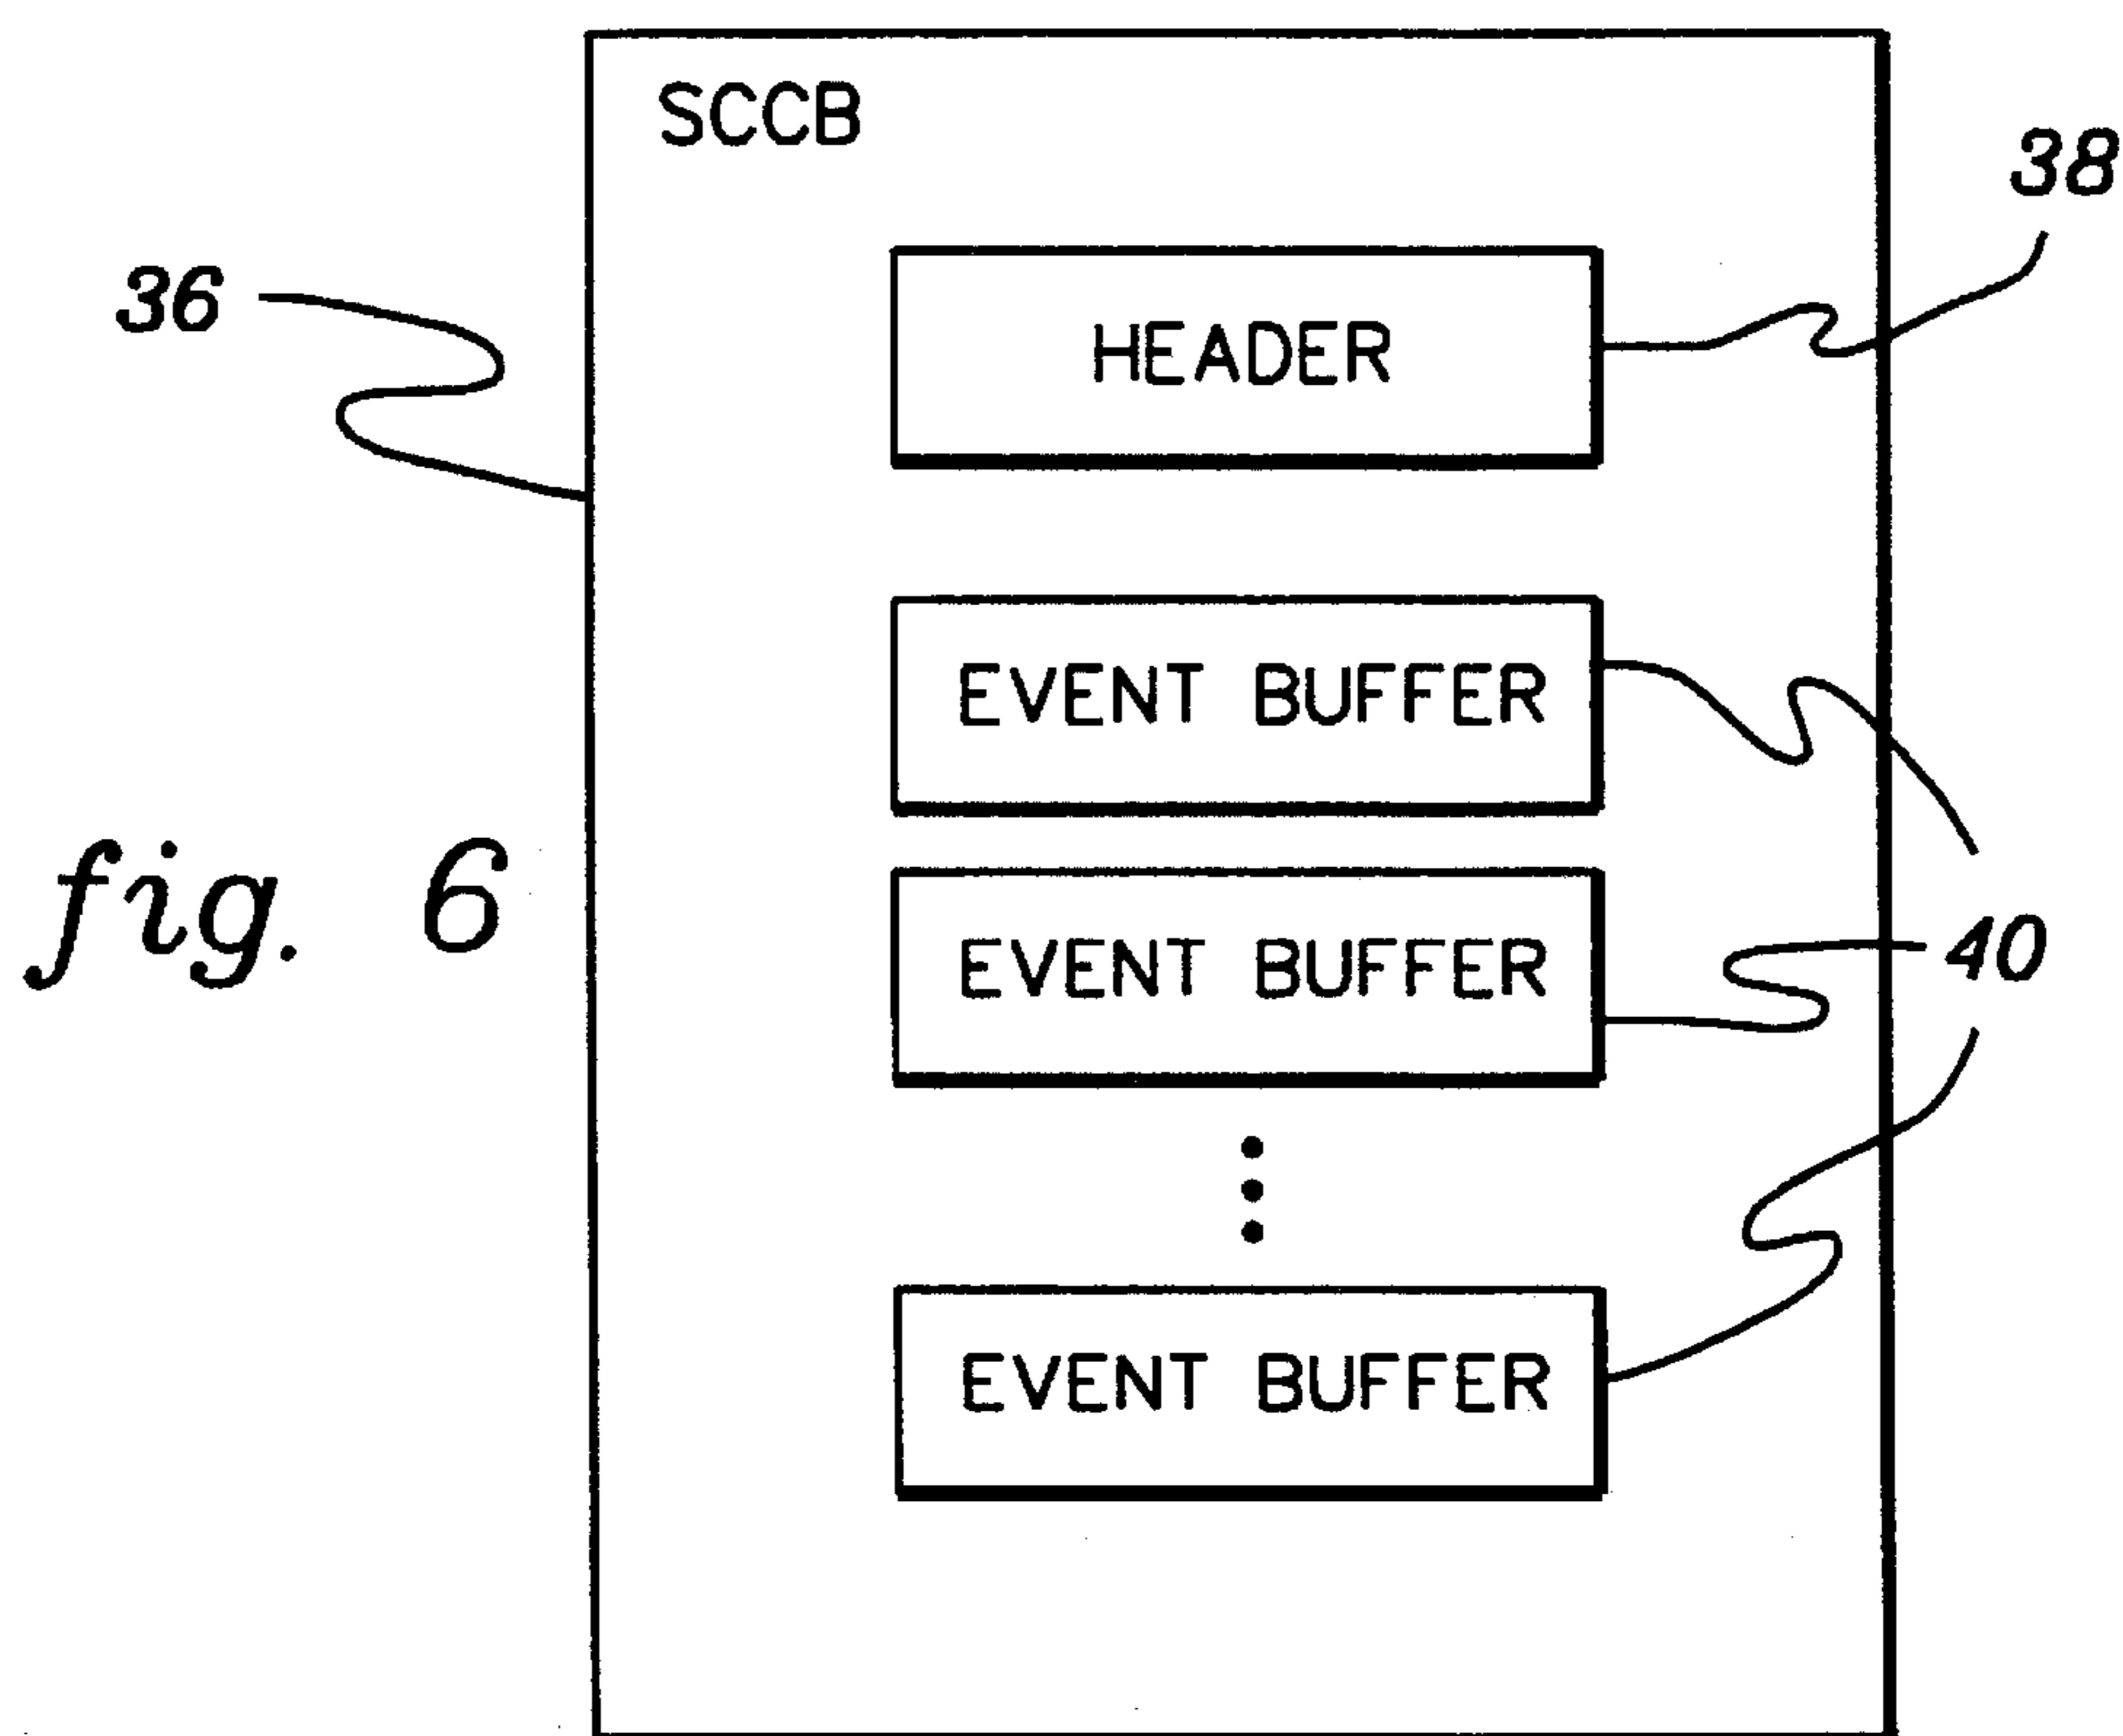 SCCB
38
36
HEADER
EVENT BUFFER
fig. 6
EVENT BUFFER
40
EVENT BUFFER